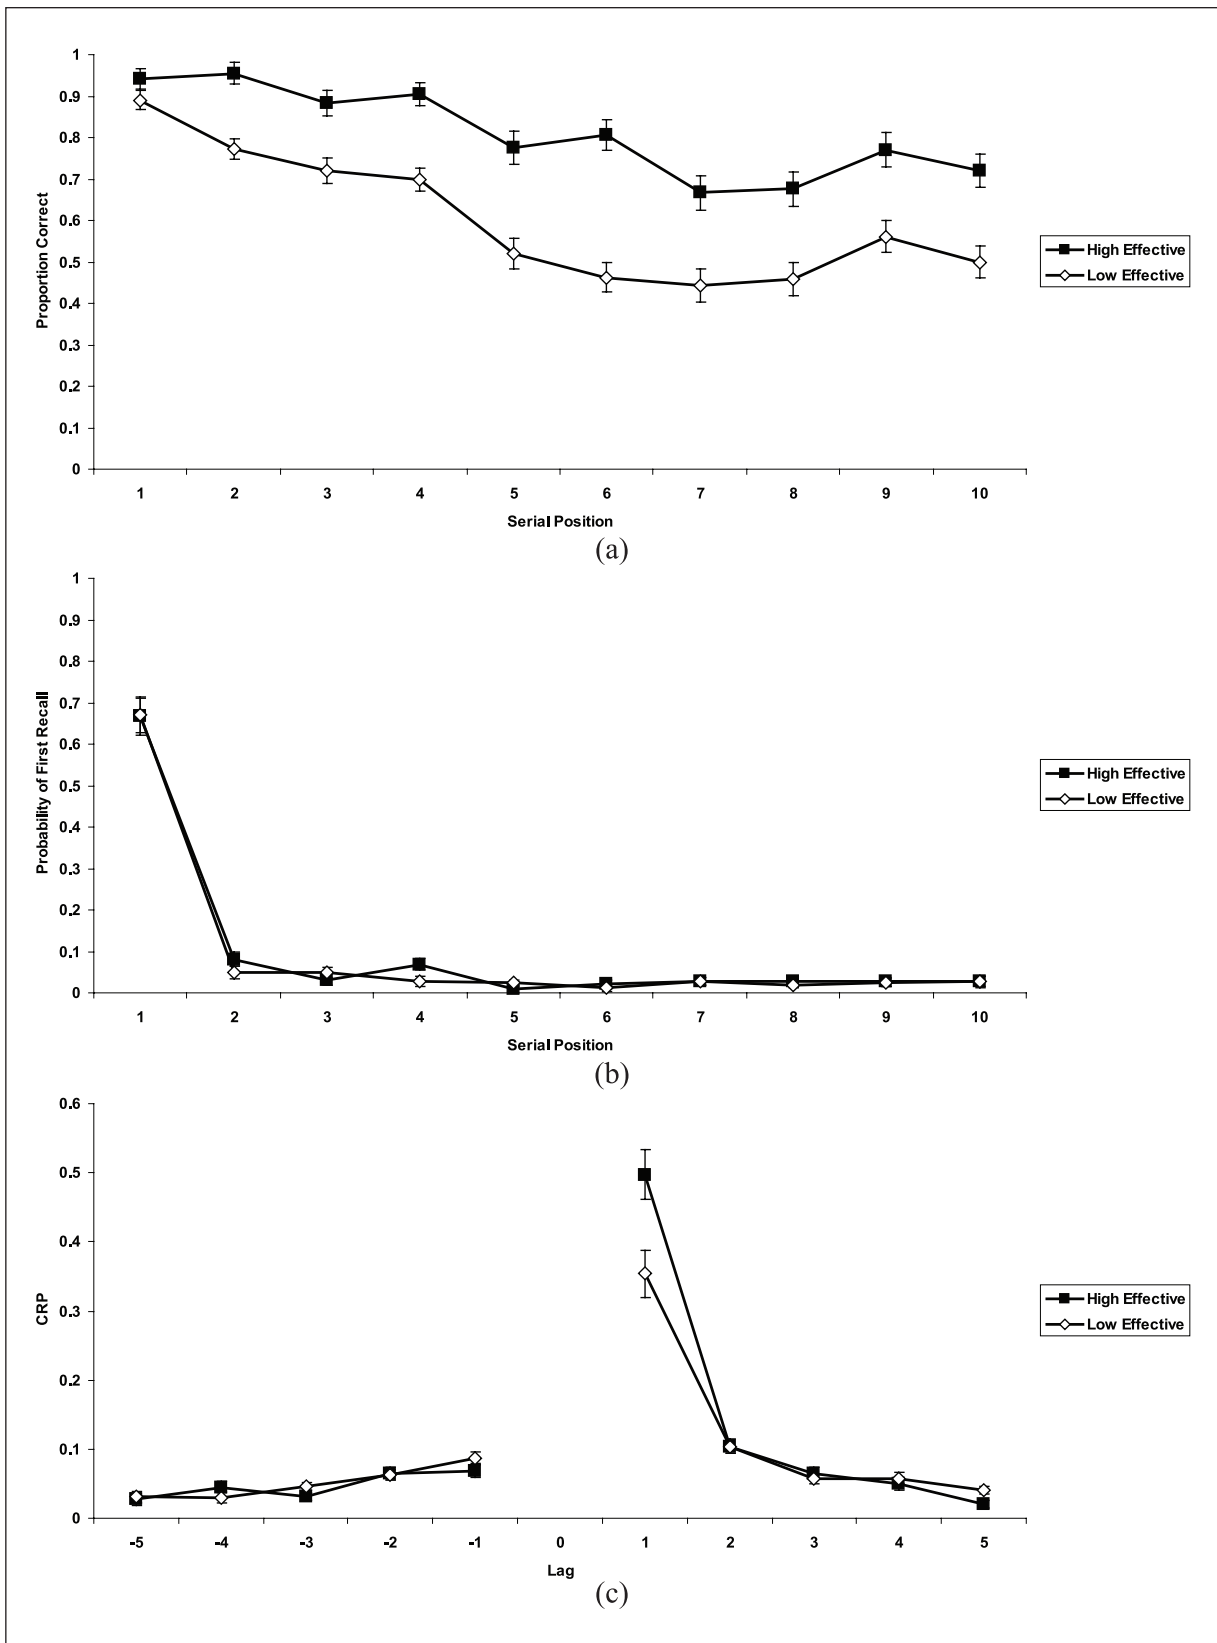 1
0.9
0.8
0.7
0.6
0.5
0.4
0.3
0.2
0.1
0
Proportion Correct
1 2 3 4 5 6 7 8 9 10
Serial Position
High Effective
Low Effective
(a)
1
0.9
0.8
0.7
0.6
0.5
0.4
0.3
0.2
0.1
0
Probability of First Recall
1 2 3 4 5 6 7 8 9 10
Serial Position
High Effective
Low Effective
(b)
0.6
0.5
0.4
0.3
0.2
0.1
0
CRP
-5 -4 -3 -2 -1 0 1 2 3 4 5
Lag
High Effective
Low Effective
(c)